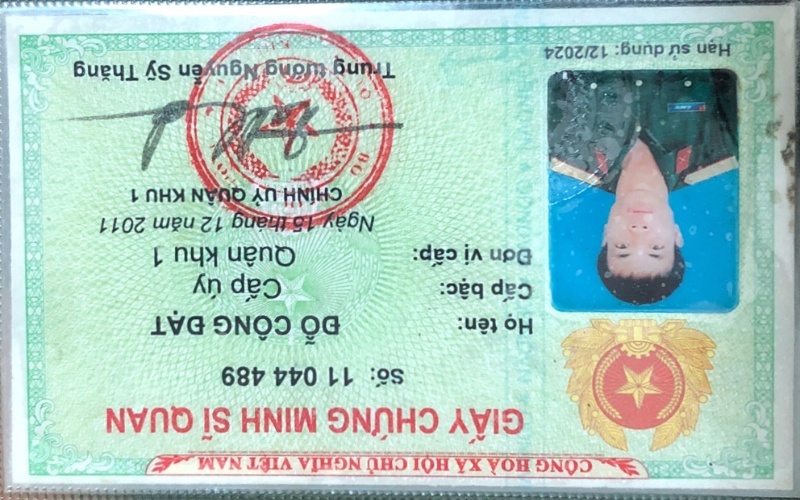 CỘNG HOÀ XÃ HỘI CHỦ NGHĨA VIỆT NAM
GIẤY CHỨNG MINH SĨ QUAN
Số: 11 044 489
Họ tên: ĐỖ CÔNG ĐẠT
Cấp bậc: Cấp úy
Đơn vị cấp: Quân khu 1
Ngày 15 tháng 12 năm 2011
CHÍNH UỶ QUÂN KHU 1
Trung tướng Nguyễn Sỹ Thăng
Hạn sử dụng: 12/2024